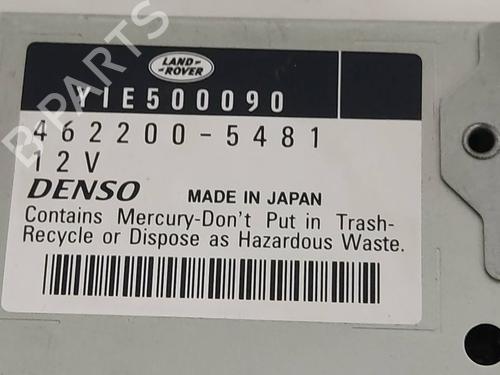 LAND-
ROVER
YIE500090
462200-5481
12V
DENSO MADE IN JAPAN
Contains Mercury-Don't Put in Trash-
Recycle or Dispose as Hazardous Waste.
B-PARTS